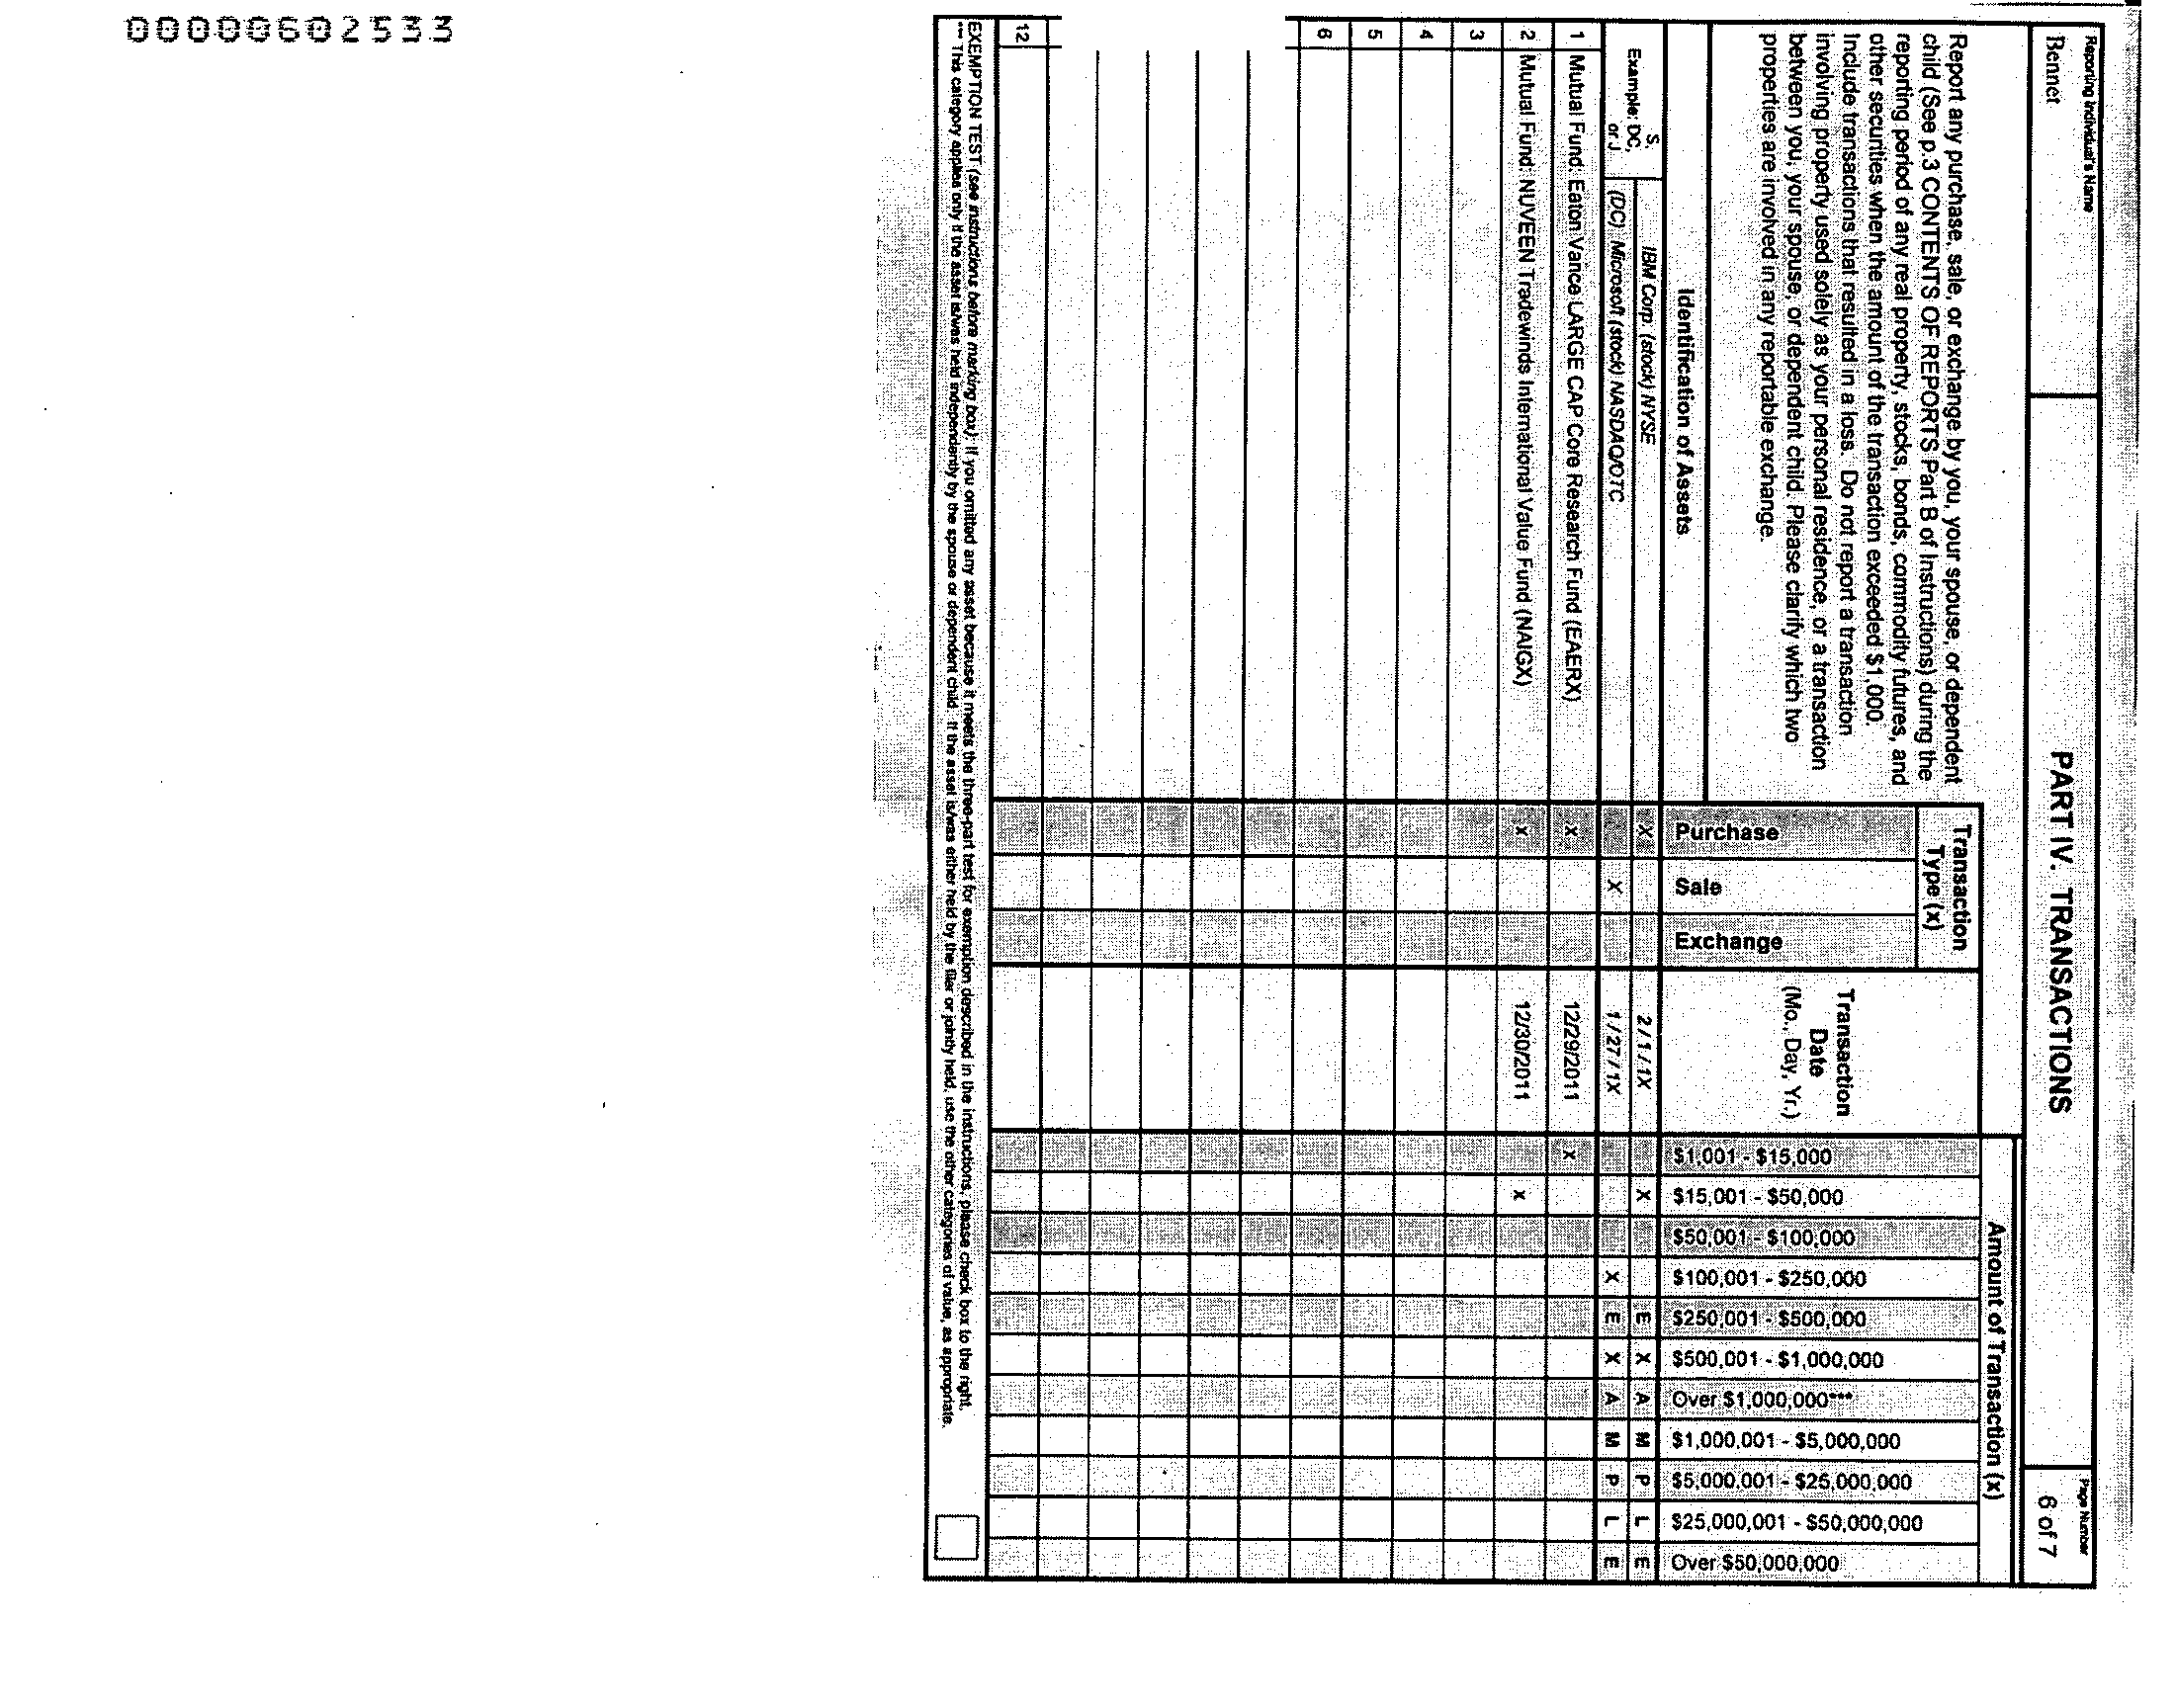 00000602533
Reporting Individual's Name
Bennet
PART IV. TRANSACTIONS
Page Number
6 of 7
Report any purchase, sale, or exchange by you, your spouse, or dependent
child (See p.3 CONTENTS OF REPORTS Part B of Instructions) during the
reporting period of any real property, stocks, bonds, commodity futures, and
other securities when the amount of the transaction exceeded $1,000.
Include transactions that resulted in a loss. Do not report a transaction
involving property used solely as your personal residence, or a transaction
between you, your spouse, or dependent child. Please clarify which two
properties are involved in any reportable exchange.
Identification of Assets
Transaction
Type (x)
Purchase
Sale
Exchange
Transaction
Date
(Mo., Day, Yr.)
Amount of Transaction (x)
$1,001 - $15,000
$15,001 - $50,000
$50,001 - $100,000
$100,001 - $250,000
$250,001 - $500,000
$500,001 - $1,000,000
Over $1,000,000***
$1,000,001 - $5,000,000
$5,000,001 - $25,000,000
$25,000,001 - $50,000,000
Over $50,000,000
S,
Example: DC,
or J
IBM Corp. (stock) NYSE X 2 / 1 / 1X X E X A M P L E
(DC) Microsoft (stock) NASDAQ/OTC X 1 / 27 / 1X X E X A M P L E
1 Mutual Fund: Eaton Vance LARGE CAP Core Research Fund (EAERX) x 12/29/2011 x
2 Mutual Fund: NUVEEN Tradewinds International Value Fund (NAIGX) x 12/30/2011 x
3
4
5
6
12
EXEMPTION TEST (see instructions before marking box): If you omitted any asset because it meets the three-part test for exemption described in the instructions, please check box to the right.
*** This category applies only if the asset is/was held independently by the spouse or dependent child. If the asset is/was either held by the filer or jointly held, use the other categories of value, as appropriate.